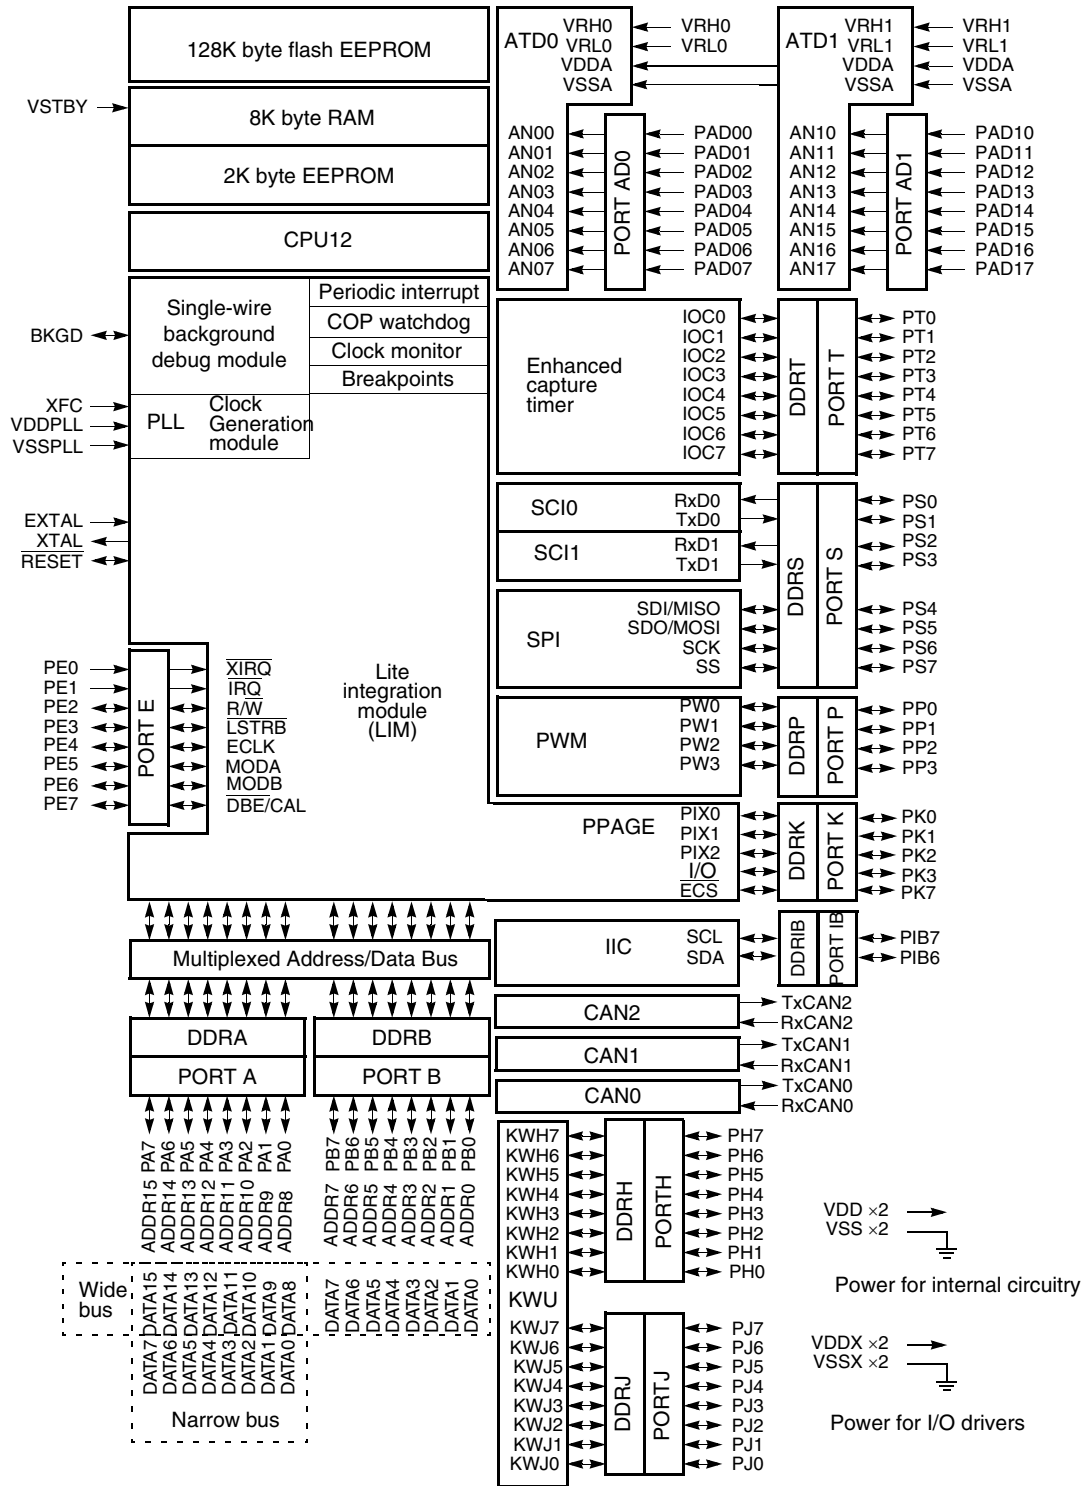 128K byte flash EEPROM
VSTBY
8K byte RAM
2K byte EEPROM
CPU12
Single-wire
background
debug module
Periodic interrupt
COP watchdog
Clock monitor
Breakpoints
BKGD
XFC
VDDPLL
VSSPLL
PLL
Clock
Generation
module
EXTAL
XTAL
RESET
PE0
PE1
PE2
PE3
PE4
PE5
PE6
PE7
PORT E
XIRQ
IRQ
R/W
LSTRB
ECLK
MODA
MODB
DBE/CAL
Lite
integration
module
(LIM)
ATD0
VRH0
VRL0
VDDA
VSSA
VRH0
VRL0
AN00
AN01
AN02
AN03
AN04
AN05
AN06
AN07
PORT AD0
PAD00
PAD01
PAD02
PAD03
PAD04
PAD05
PAD06
PAD07
ATD1
VRH1
VRL1
VDDA
VSSA
VRH1
VRL1
VDDA
VSSA
AN10
AN11
AN12
AN13
AN14
AN15
AN16
AN17
PORT AD1
PAD10
PAD11
PAD12
PAD13
PAD14
PAD15
PAD16
PAD17
Enhanced
capture
timer
IOC0
IOC1
IOC2
IOC3
IOC4
IOC5
IOC6
IOC7
DDRT
PORT T
PT0
PT1
PT2
PT3
PT4
PT5
PT6
PT7
SCI0
RxD0
TxD0
SCI1
RxD1
TxD1
SPI
SDI/MISO
SDO/MOSI
SCK
SS
DDRS
PORT S
PS0
PS1
PS2
PS3
PS4
PS5
PS6
PS7
PWM
PW0
PW1
PW2
PW3
DDRP
PORT P
PP0
PP1
PP2
PP3
PPAGE
PIX0
PIX1
PIX2
I/O
ECS
DDRK
PORT K
PK0
PK1
PK2
PK3
PK7
IIC
SCL
SDA
DDRIB
PORT IB
PIB7
PIB6
CAN2
TxCAN2
RxCAN2
CAN1
TxCAN1
RxCAN1
CAN0
TxCAN0
RxCAN0
Multiplexed Address/Data Bus
DDRA
PORT A
DDRB
PORT B
PA7
PA6
PA5
PA4
PA3
PA2
PA1
PA0
PB7
PB6
PB5
PB4
PB3
PB2
PB1
PB0
ADDR15
ADDR14
ADDR13
ADDR12
ADDR11
ADDR10
ADDR9
ADDR8
ADDR7
ADDR6
ADDR5
ADDR4
ADDR3
ADDR2
ADDR1
ADDR0
Wide
bus
DATA15
DATA14
DATA13
DATA12
DATA11
DATA10
DATA9
DATA8
DATA7
DATA6
DATA5
DATA4
DATA3
DATA2
DATA1
DATA0
DATA7
DATA6
DATA5
DATA4
DATA3
DATA2
DATA1
DATA0
Narrow bus
KWH7
KWH6
KWH5
KWH4
KWH3
KWH2
KWH1
KWH0
KWU
KWJ7
KWJ6
KWJ5
KWJ4
KWJ3
KWJ2
KWJ1
KWJ0
DDRH
PORTH
PH7
PH6
PH5
PH4
PH3
PH2
PH1
PH0
DDRJ
PORTJ
PJ7
PJ6
PJ5
PJ4
PJ3
PJ2
PJ1
PJ0
VDD ×2
VSS ×2
Power for internal circuitry
VDDX ×2
VSSX ×2
Power for I/O drivers